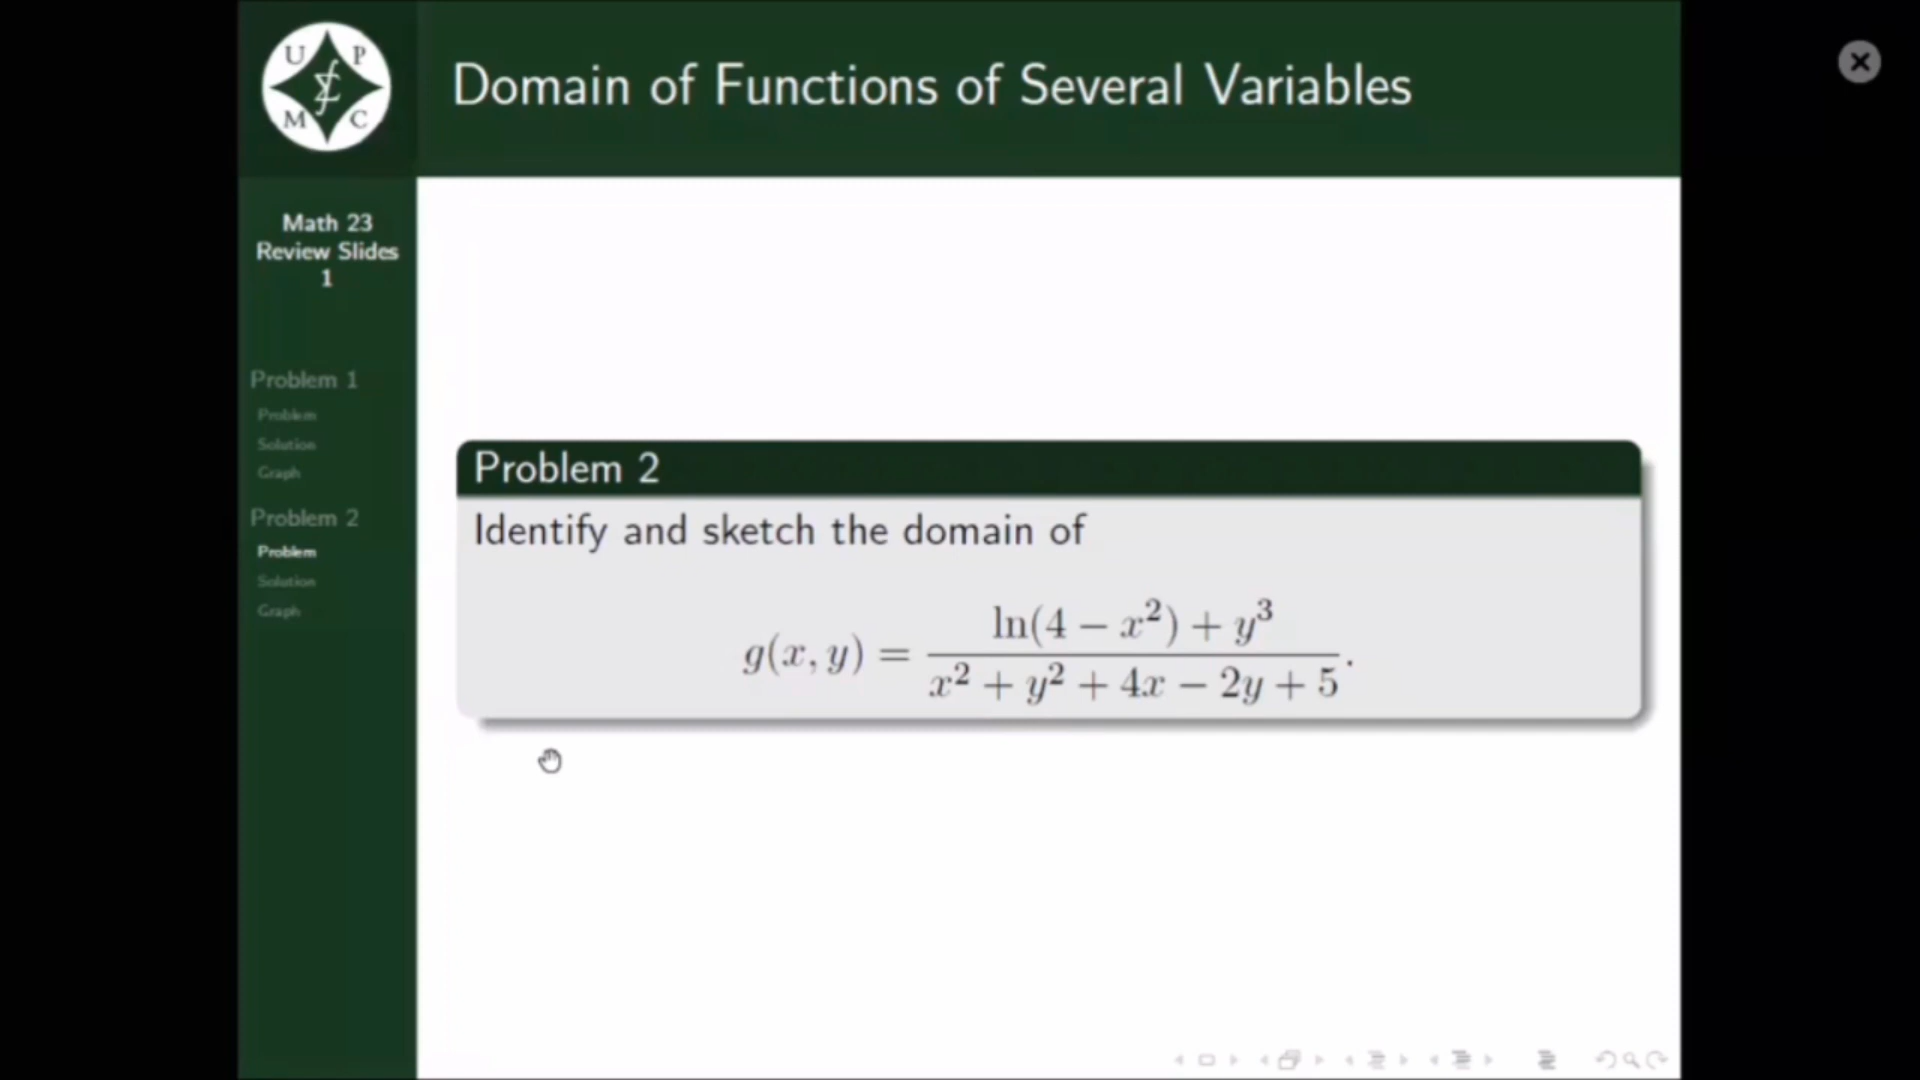 U P
M C
Domain of Functions of Several Variables
Math 23
Review Slides
1
Problem 1
Problem
Solution
Graph
Problem 2
Problem
Solution
Graph
Problem 2
Identify and sketch the domain of
g(x, y) = \frac{ln(4 − x²) + y³}{x² + y² + 4x − 2y + 5}.